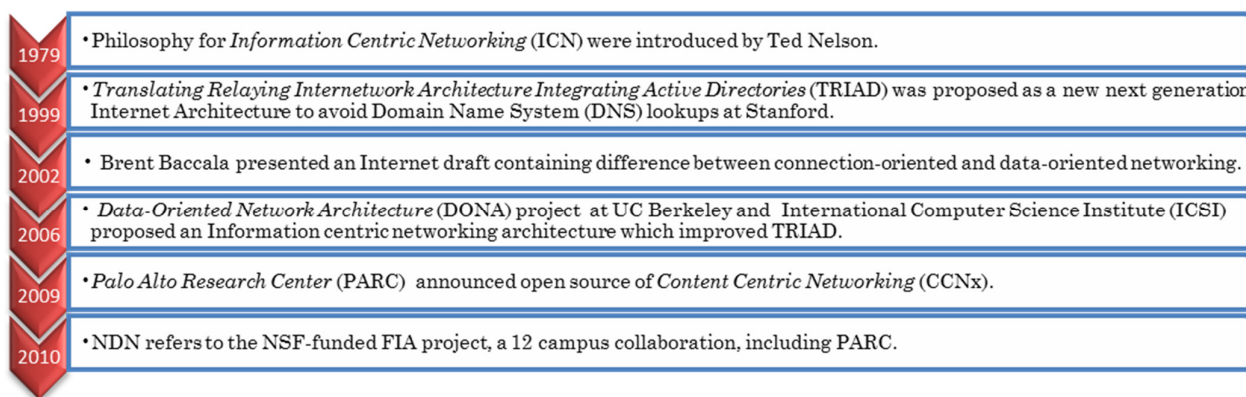 1979
•Philosophy for Information Centric Networking (ICN) were introduced by Ted Nelson.
1999
•Translating Relaying Internetwork Architecture Integrating Active Directories (TRIAD) was proposed as a new next generation
Internet Architecture to avoid Domain Name System (DNS) lookups at Stanford.
2002
• Brent Baccala presented an Internet draft containing difference between connection-oriented and data-oriented networking.
2006
• Data-Oriented Network Architecture (DONA) project at UC Berkeley and International Computer Science Institute (ICSI)
proposed an Information centric networking architecture which improved TRIAD.
2009
•Palo Alto Research Center (PARC) announced open source of Content Centric Networking (CCNx).
2010
•NDN refers to the NSF-funded FIA project, a 12 campus collaboration, including PARC.